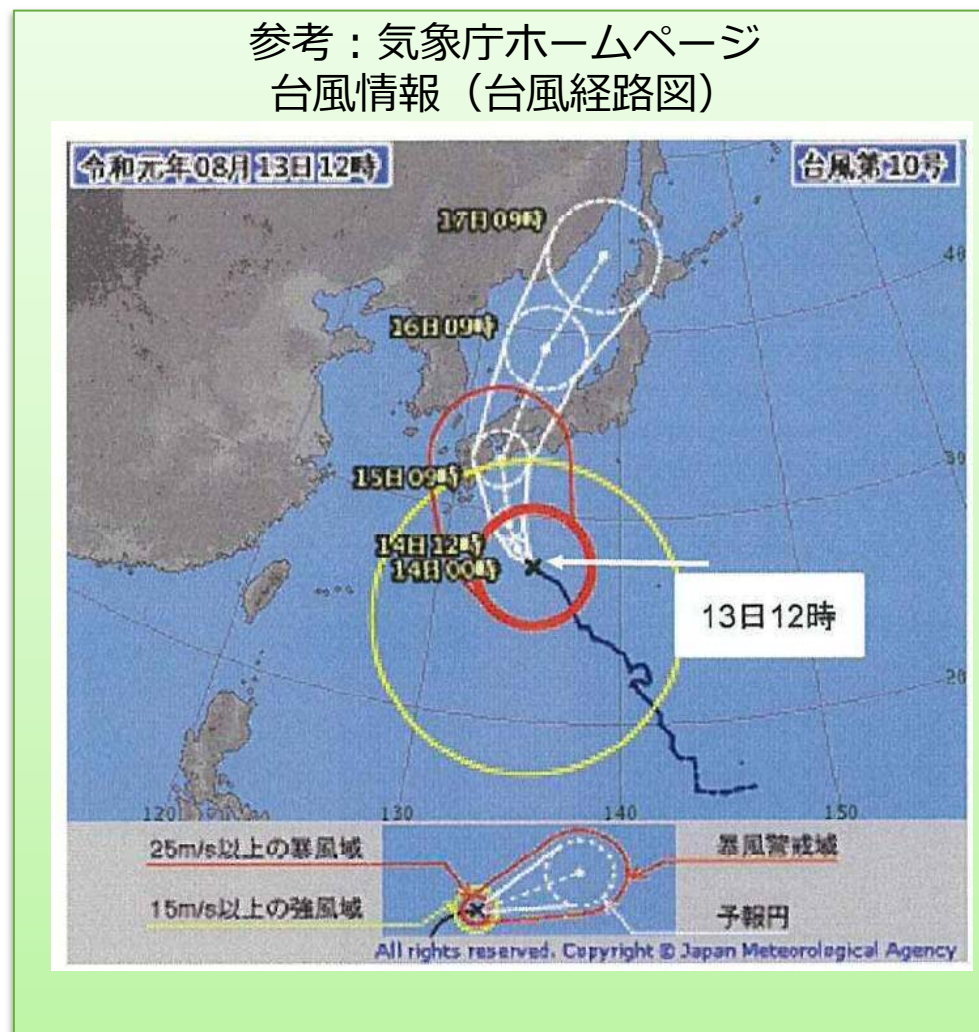 参考：気象庁ホームページ
台風情報（台風経路図）
令和元年08月13日12時
台風第10号
17日09時
40
16日09時
30
15日09時
14日12時
14日00時
13日12時
20
120
130
140
150
25m/s以上の暴風域
暴風警戒域
15m/s以上の強風域
予報円
All rights reserved. Copyright © Japan Meteorological Agency